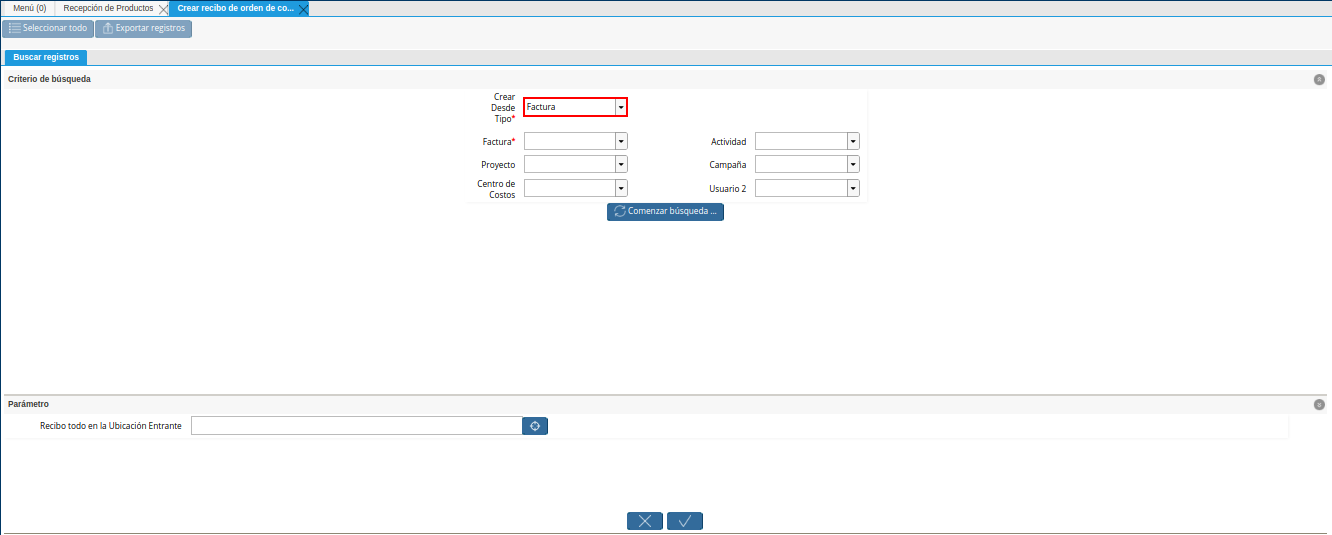 Menú (0) Recepción de Productos Crear recibo de orden de co...
Seleccionar todo Exportar registros
Buscar registros
Criterio de búsqueda
Crear
Desde
Tipo* Factura
Factura* Actividad
Proyecto Campaña
Centro de
Costos Usuario 2
Comenzar búsqueda ...
Parámetro
Recibo todo en la Ubicación Entrante